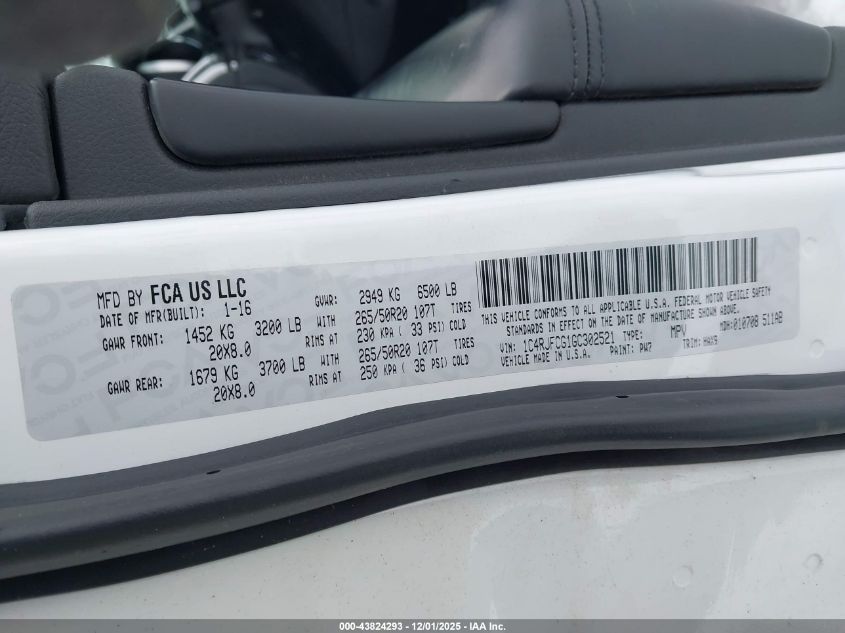 MFD BY FCA US LLC
DATE OF MFR(BUILT): 1-16 GVWR: 2949 KG 6500 LB
GAWR FRONT: 1452 KG 3200 LB WITH 265/50R20 107T TIRES
20X8.0 RIMS AT 230 KPA ( 33 PSI) COLD
GAWR REAR: 1679 KG 3700 LB WITH 265/50R20 107T TIRES
20X8.0 RIMS AT 250 KPA ( 36 PSI) COLD
THIS VEHICLE CONFORMS TO ALL APPLICABLE U.S.A. FEDERAL MOTOR VEHICLE SAFETY
STANDARDS IN EFFECT ON THE DATE OF MANUFACTURE SHOWN ABOVE.
VIN: 1C4RJFCG1GC302521 TYPE: MPV MDH: 010708 511AB
VEHICLE MADE IN U.S.A. PAINT: PW7 TRIM: HAX9
000-43824293 - 12/01/2025 - IAA Inc.